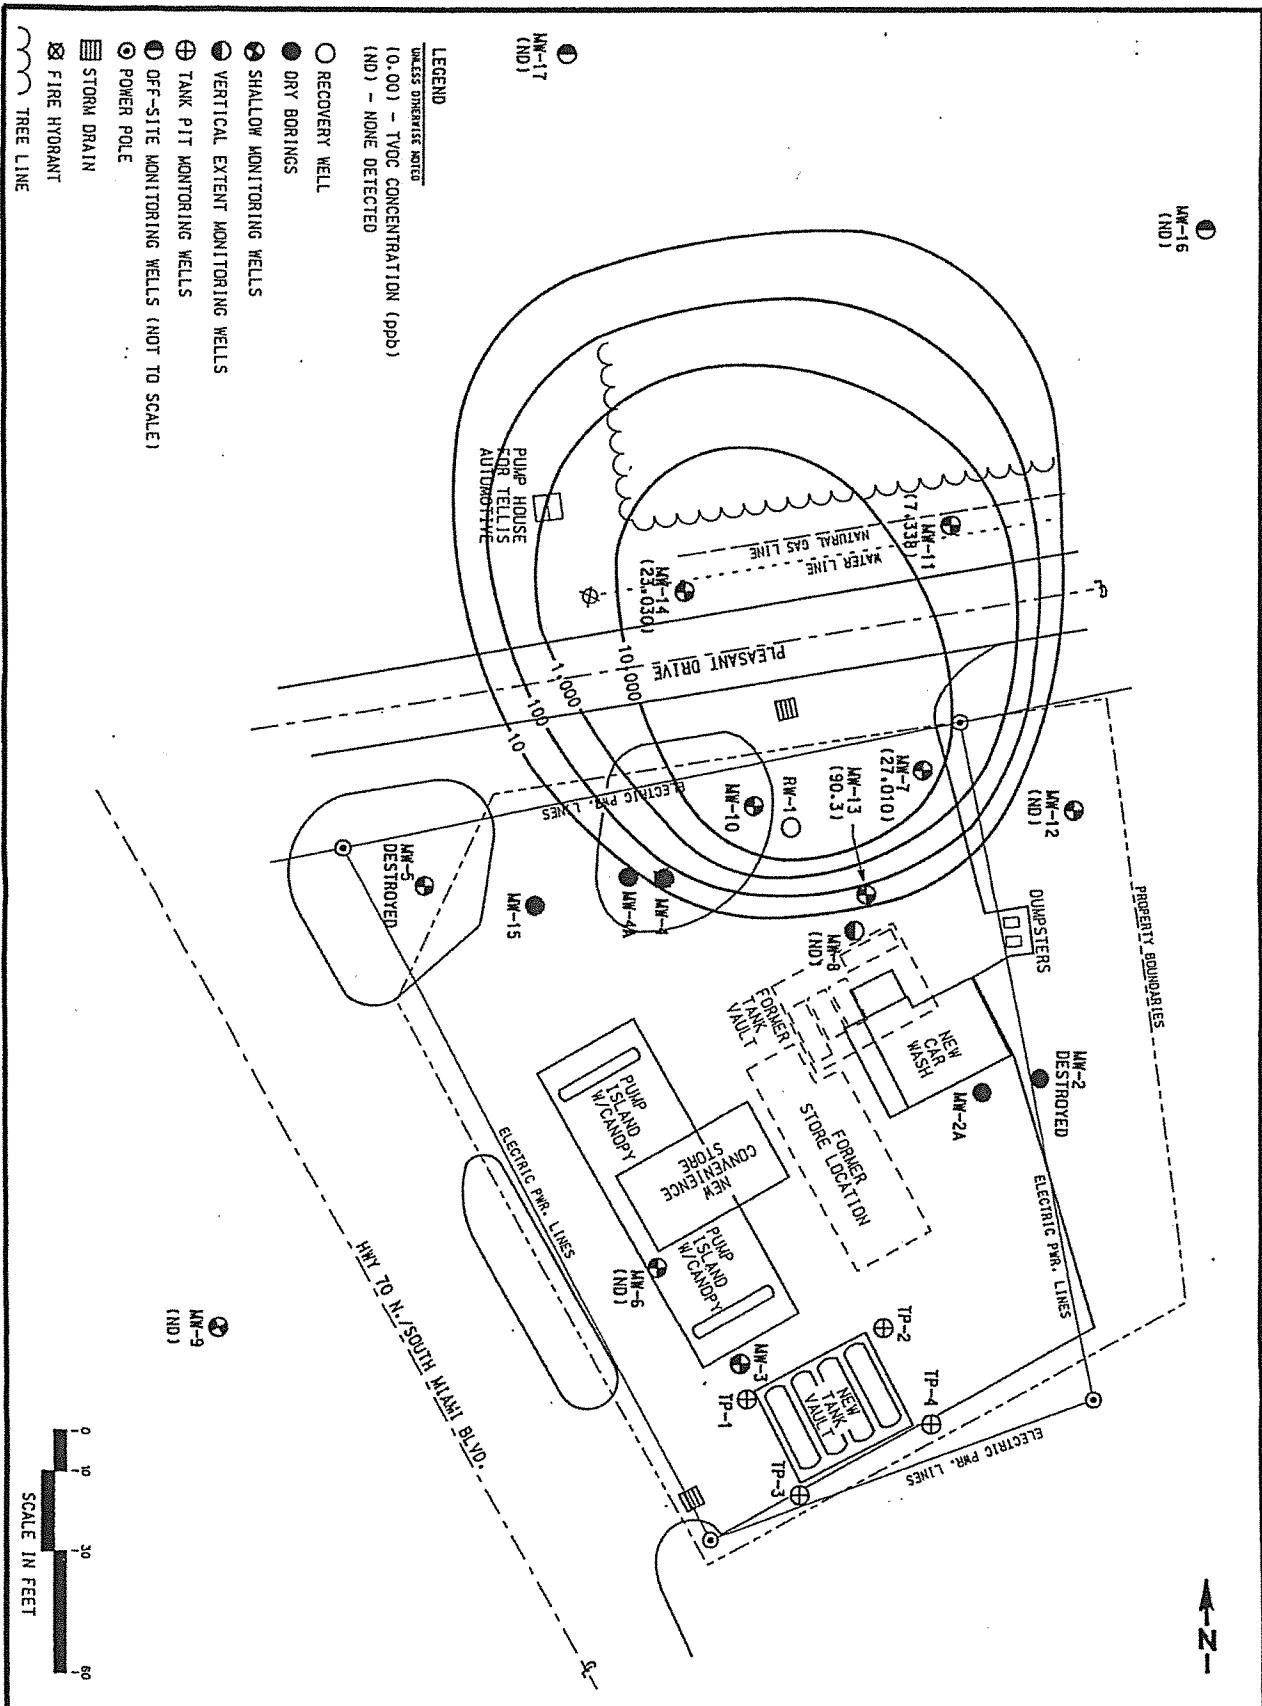 MW-17
(ND)
MW-16
(ND)
LEGEND
UNLESS OTHERWISE NOTED
(0.00) - TVOC CONCENTRATION (ppb)
(ND) - NONE DETECTED
RECOVERY WELL
DRY BORINGS
SHALLOW MONITORING WELLS
VERTICAL EXTENT MONITORING WELLS
TANK PIT MONTORING WELLS
OFF-SITE MONITORING WELLS (NOT TO SCALE)
POWER POLE
STORM DRAIN
FIRE HYDRANT
TREE LINE
PUMP HOUSE
FOR TELLIS
AUTOMOTIVE
MW-11
(7,338)
NATURAL GAS LINE
WATER LINE
MW-14
(23,030)
PLEASANT DRIVE
10,000
1,000
100
10
MW-7
(27,010)
MW-13
(90.3)
RW-1
MW-10
MW-12
(ND)
ELECTRIC PWR. LINES
MW-5
DESTROYED
MW-15
MW-4A
MW-4
MW-8
(ND)
DUMPSTERS
PROPERTY BOUNDARIES
FORMER
TANK
VAULT
NEW
CAR
WASH
MW-2
DESTROYED
MW-2A
FORMER
STORE LOCATION
PUMP
ISLAND
W/CANOPY
NEW
CONVENIENCE
STORE
PUMP
ISLAND
W/CANOPY
ELECTRIC PWR. LINES
ELECTRIC PWR. LINES
MW-6
(ND)
MW-3
TP-1
TP-2
TP-4
TP-3
NEW
TANK
VAULT
ELECTRIC PWR. LINES
HWY 70 N./SOUTH MIAMI BLVD.
MW-9
(ND)
N
0
10
30
60
SCALE IN FEET